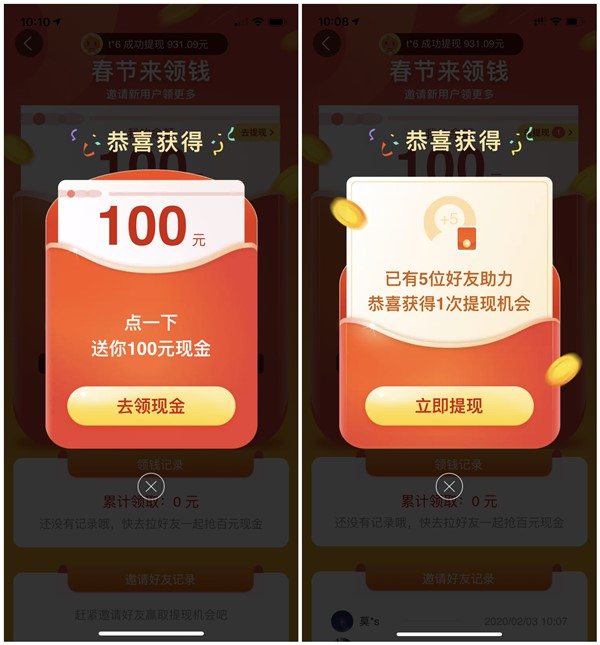 10:10
t*6 成功提现 931.09元
春节来领钱
邀请新用户领更多
去提现
恭喜获得
100元
点一下
送你100元现金
去领现金
领钱记录
累计领取：0 元
还没有记录哦，快去拉好友一起抢百元现金
邀请好友记录
赶紧邀请好友赢取提现机会吧
10:08
t*6 成功提现 931.09元
春节来领钱
邀请新用户领更多
1
恭喜获得
+5
已有5位好友助力
恭喜获得1次提现机会
立即提现
领钱记录
累计领取：0 元
还没有记录哦，快去拉好友一起抢百元现金
邀请好友记录
莫*s
2020/02/03 10:07